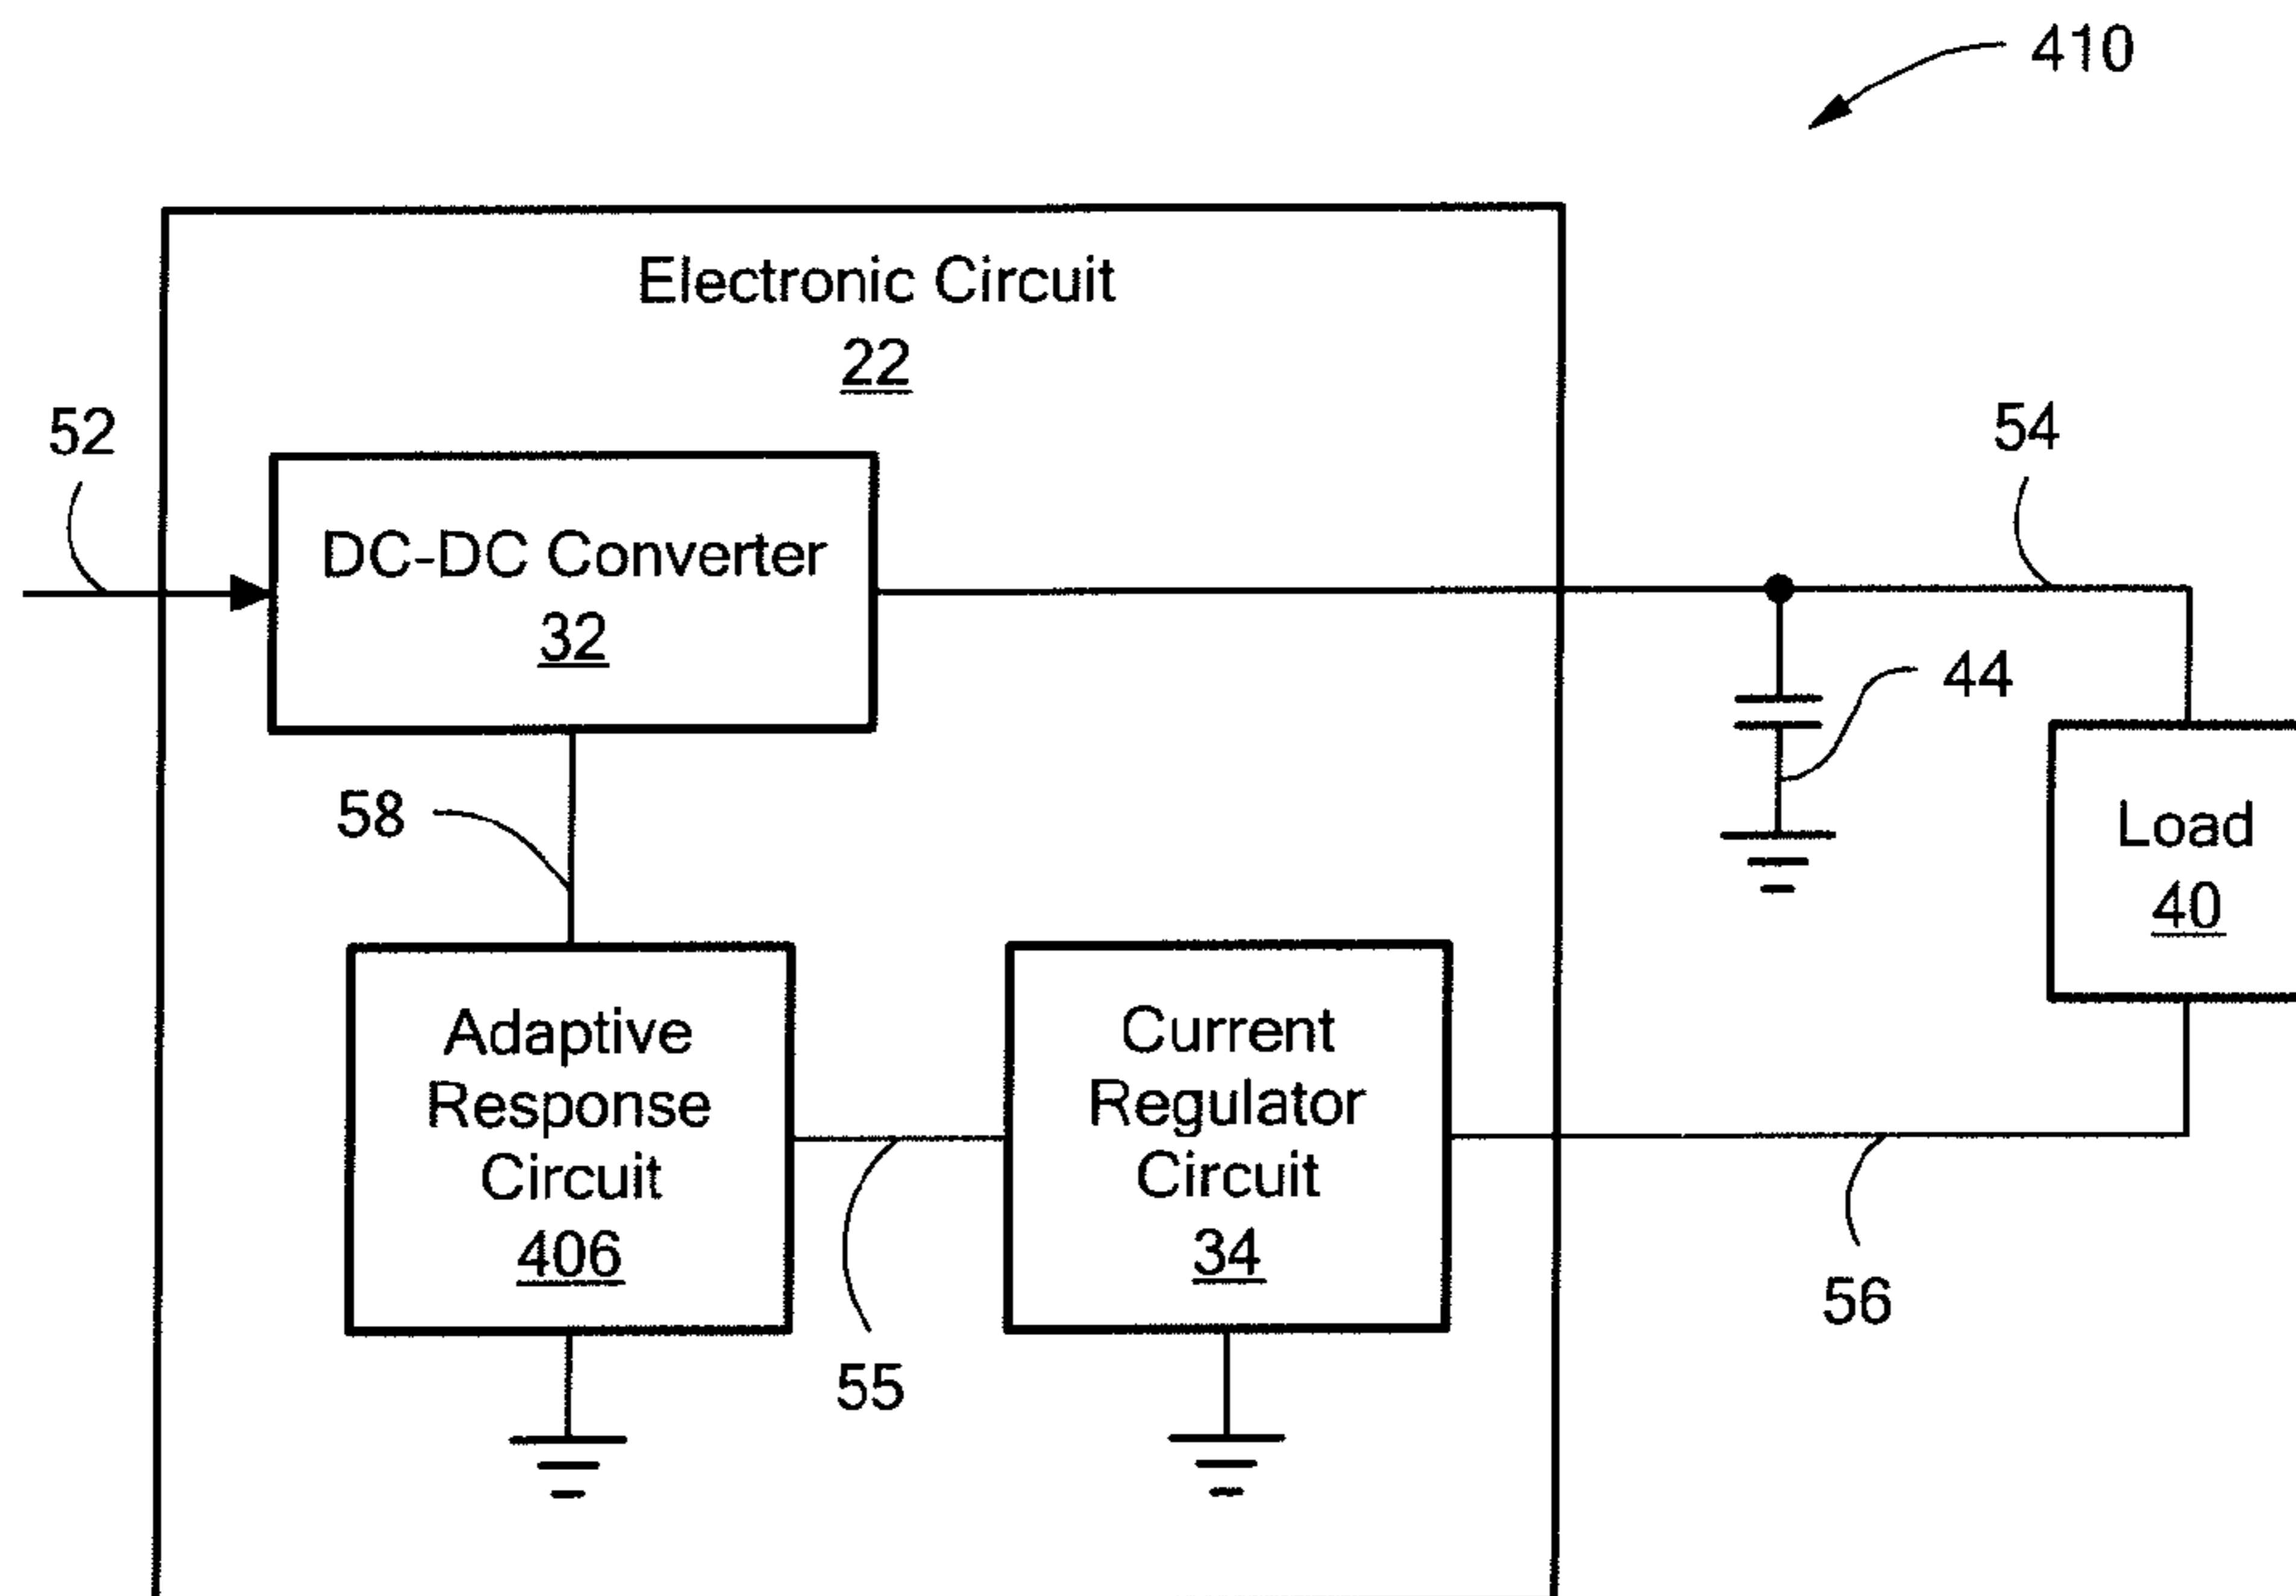 410
Electronic Circuit
22
52
54
DC-DC Converter
32
44
58
Load
40
Adaptive
Response
Circuit
406
Current
Regulator
Circuit
34
55
56